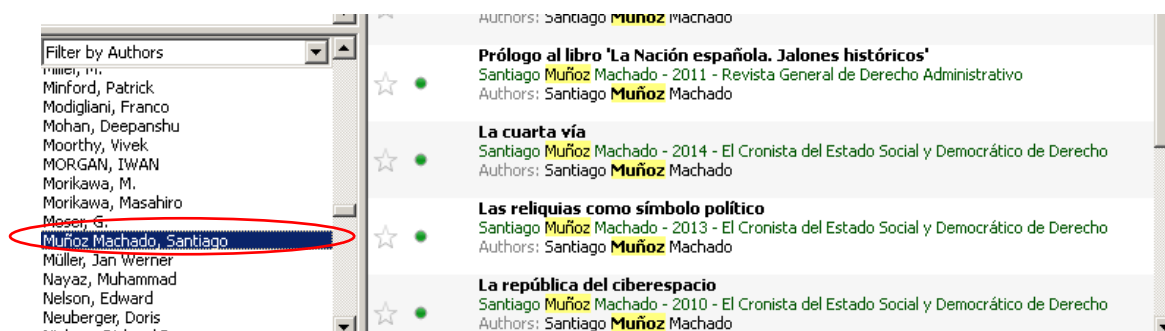 Filter by Authors
Miller, M.
Minford, Patrick
Modigliani, Franco
Mohan, Deepanshu
Moorthy, Vivek
MORGAN, IWAN
Morikawa, M.
Morikawa, Masahiro
Moser, G.
Muñoz Machado, Santiago
Müller, Jan Werner
Nayaz, Muhammad
Nelson, Edward
Neuberger, Doris
Authors: Santiago Muñoz Machado
Prólogo al libro 'La Nación española. Jalones históricos'
Santiago Muñoz Machado - 2011 - Revista General de Derecho Administrativo
Authors: Santiago Muñoz Machado
La cuarta vía
Santiago Muñoz Machado - 2014 - El Cronista del Estado Social y Democrático de Derecho
Authors: Santiago Muñoz Machado
Las reliquias como símbolo político
Santiago Muñoz Machado - 2013 - El Cronista del Estado Social y Democrático de Derecho
Authors: Santiago Muñoz Machado
La república del ciberespacio
Santiago Muñoz Machado - 2010 - El Cronista del Estado Social y Democrático de Derecho
Authors: Santiago Muñoz Machado